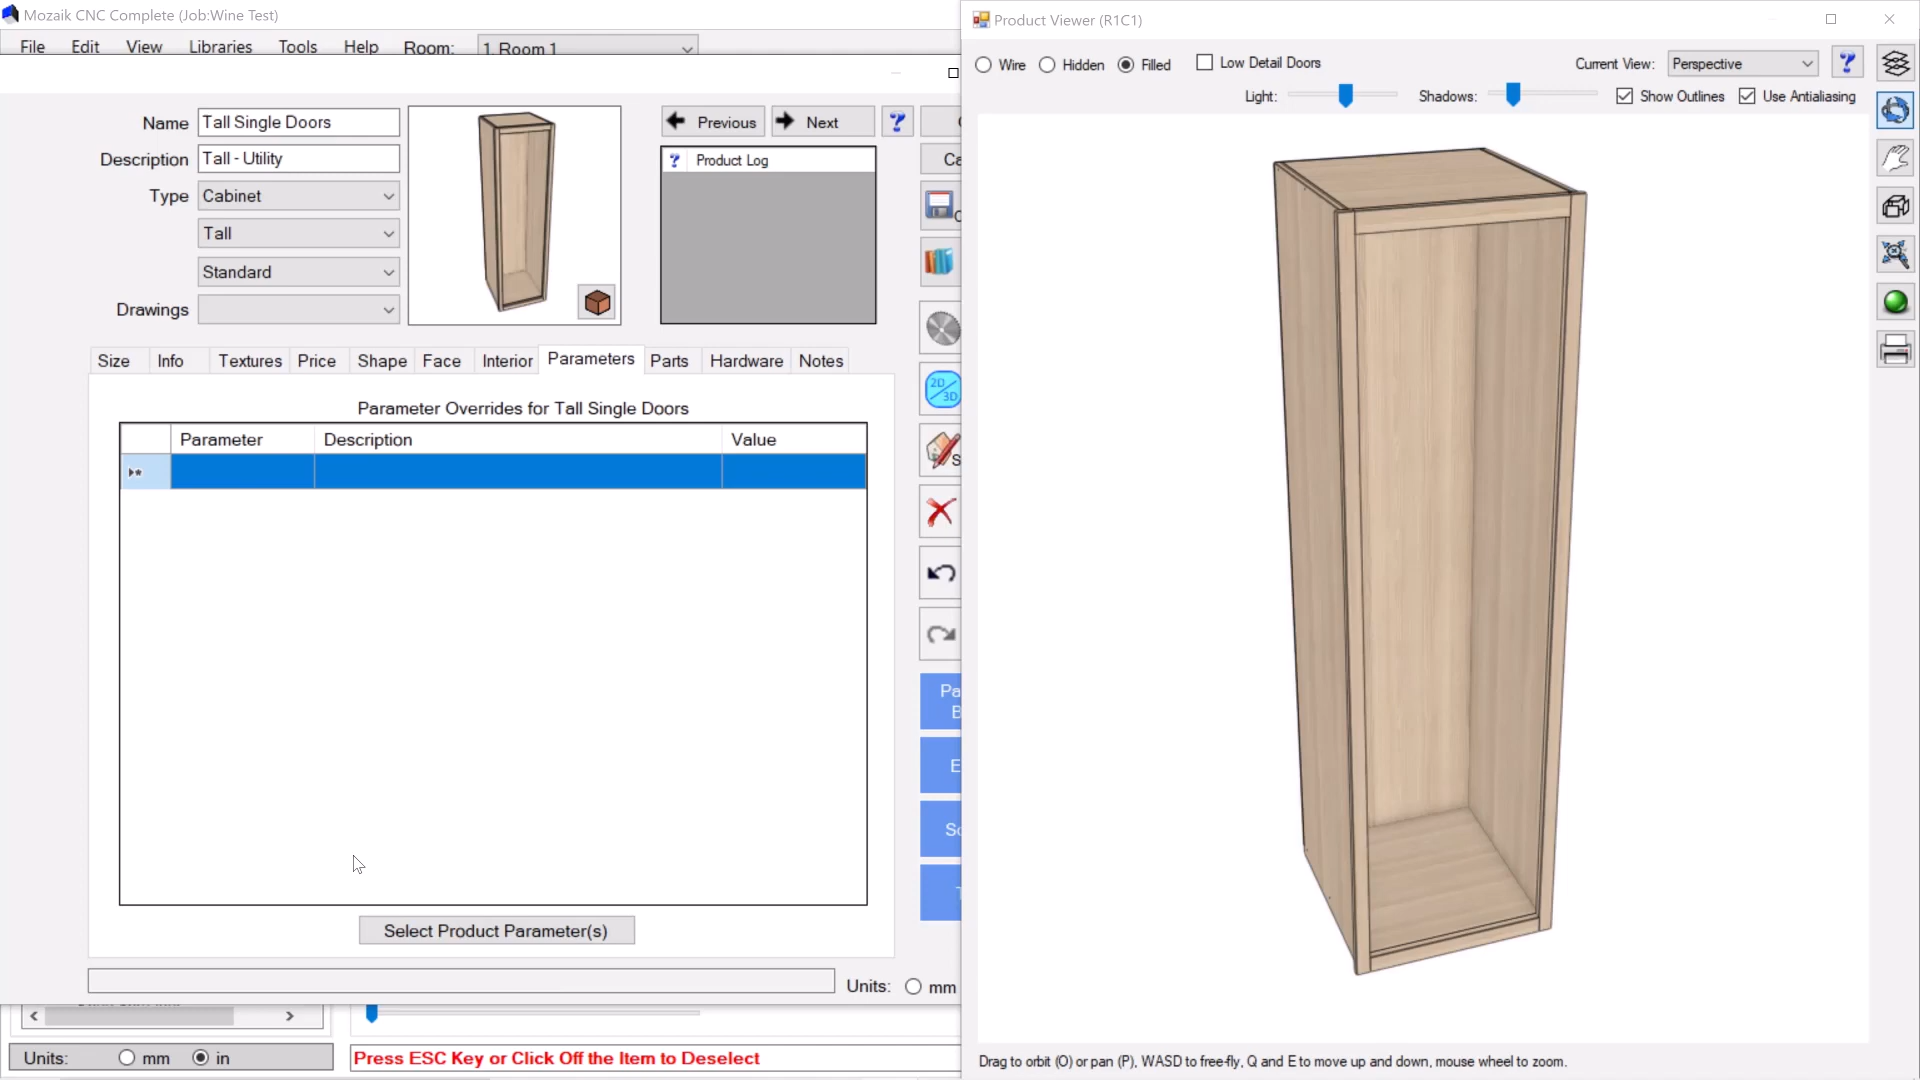 Mozaik CNC Complete (Job:Wine Test)
File Edit View Libraries Tools Help Room: 1. Room 1
Name Tall Single Doors
Description Tall - Utility
Type Cabinet
Tall
Standard
Drawings
Previous Next ?
? Product Log
2D
3D
Size Info Textures Price Shape Face Interior Parameters Parts Hardware Notes
Parameter Overrides for Tall Single Doors
Parameter Description Value
Select Product Parameter(s)
Units: mm
Units: mm in
Press ESC Key or Click Off the Item to Deselect
Product Viewer (R1C1)
Wire Hidden Filled Low Detail Doors Current View: Perspective ?
Light: Shadows: Show Outlines Use Antialiasing
Drag to orbit (O) or pan (P), WASD to free-fly, Q and E to move up and down, mouse wheel to zoom.